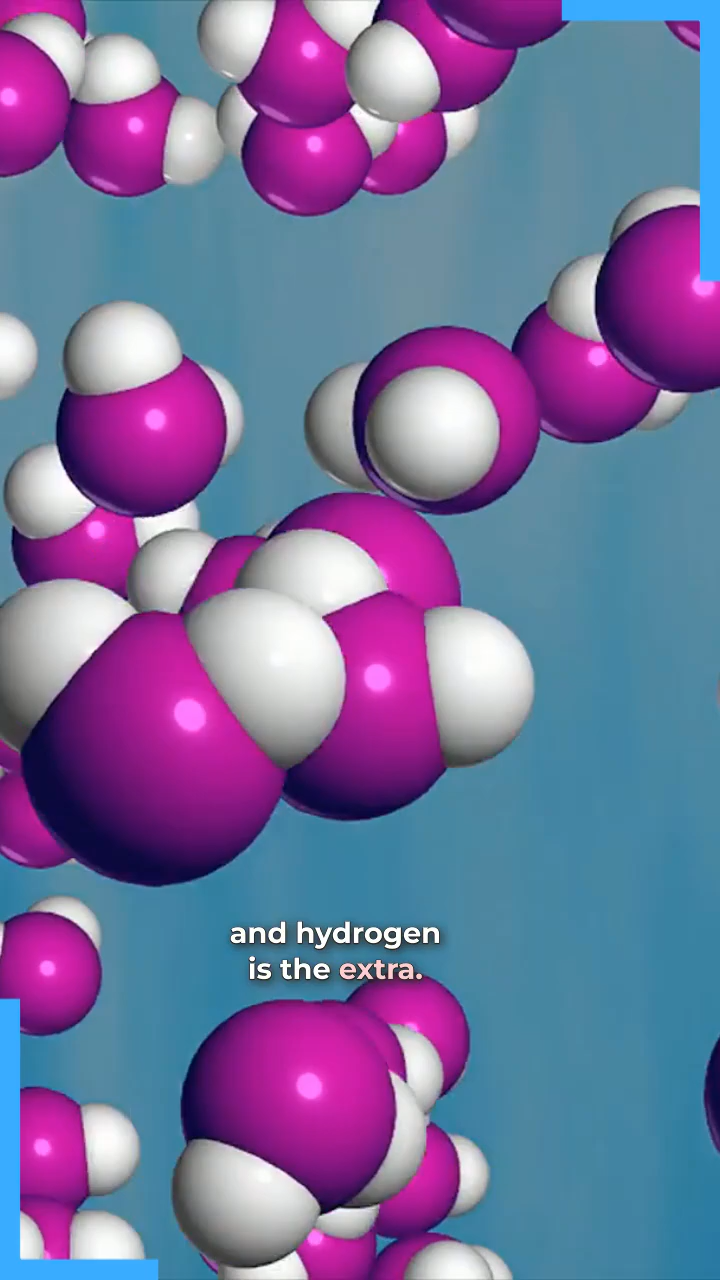 and hydrogen
is the extra.